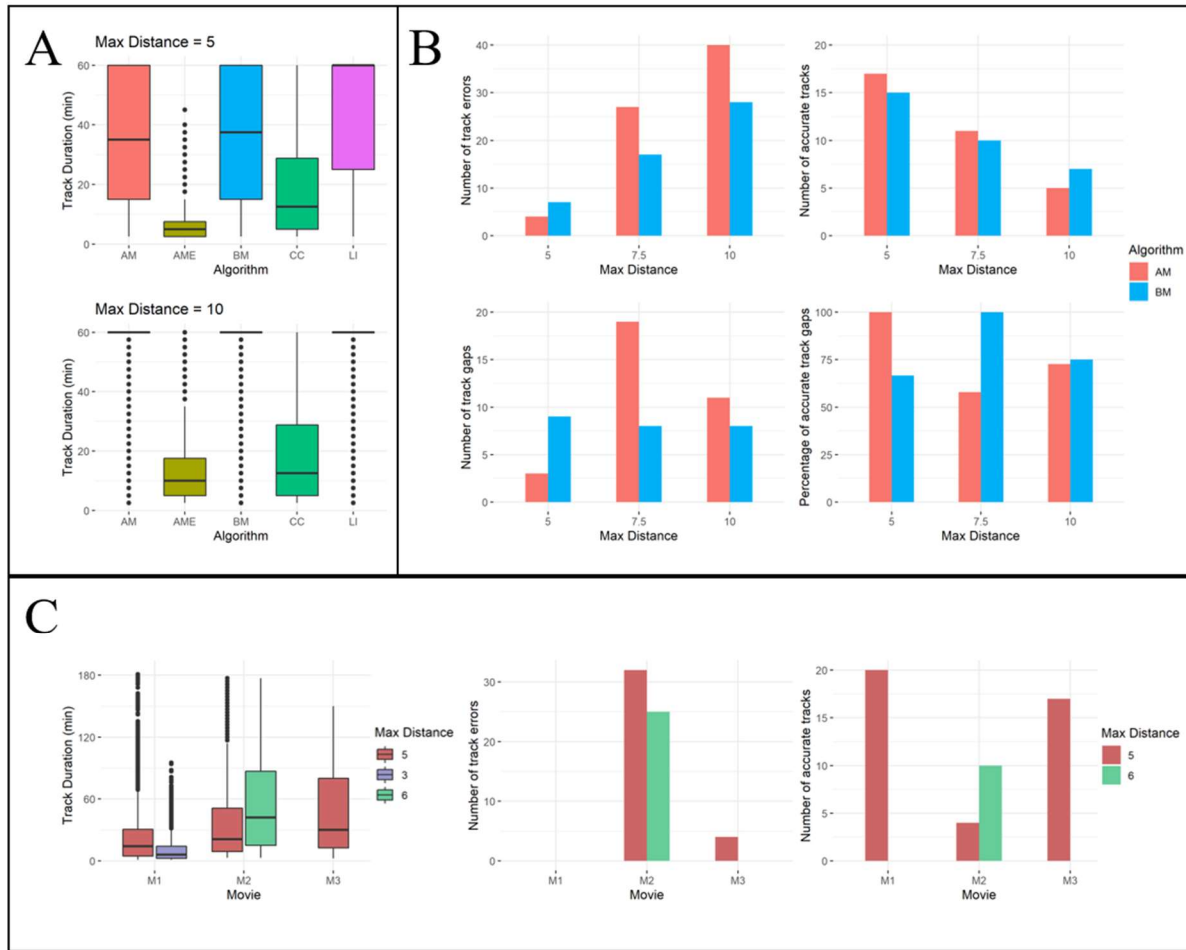 A
Max Distance = 5
Track Duration (min)
60
40
20
0
AM AME BM CC LI
Algorithm
Max Distance = 10
Track Duration (min)
60
40
20
0
AM AME BM CC LI
Algorithm
B
Number of track errors
40
30
20
10
0
5 7.5 10
Max Distance
Number of accurate tracks
20
15
10
5
0
5 7.5 10
Max Distance
Number of track gaps
20
15
10
5
0
5 7.5 10
Max Distance
Percentage of accurate track gaps
100
75
50
25
0
5 7.5 10
Max Distance
Algorithm
AM
BM
C
Track Duration (min)
180
120
60
0
M1 M2 M3
Movie
Max Distance
5
3
6
Number of track errors
30
20
10
0
M1 M2 M3
Movie
Number of accurate tracks
20
15
10
5
0
M1 M2 M3
Movie
Max Distance
5
6